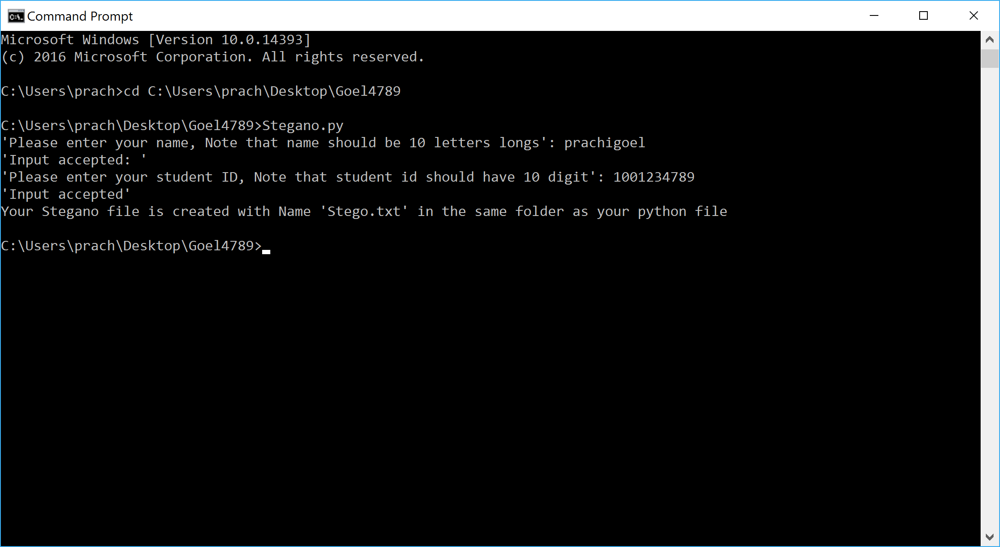 Command Prompt
Microsoft Windows [Version 10.0.14393]
(c) 2016 Microsoft Corporation. All rights reserved.
C:\Users\prach>cd C:\Users\prach\Desktop\Goel4789
C:\Users\prach\Desktop\Goel4789>Stegano.py
'Please enter your name, Note that name should be 10 letters longs': prachigoel
'Input accepted: '
'Please enter your student ID, Note that student id should have 10 digit': 1001234789
'Input accepted'
Your Stegano file is created with Name 'Stego.txt' in the same folder as your python file
C:\Users\prach\Desktop\Goel4789>